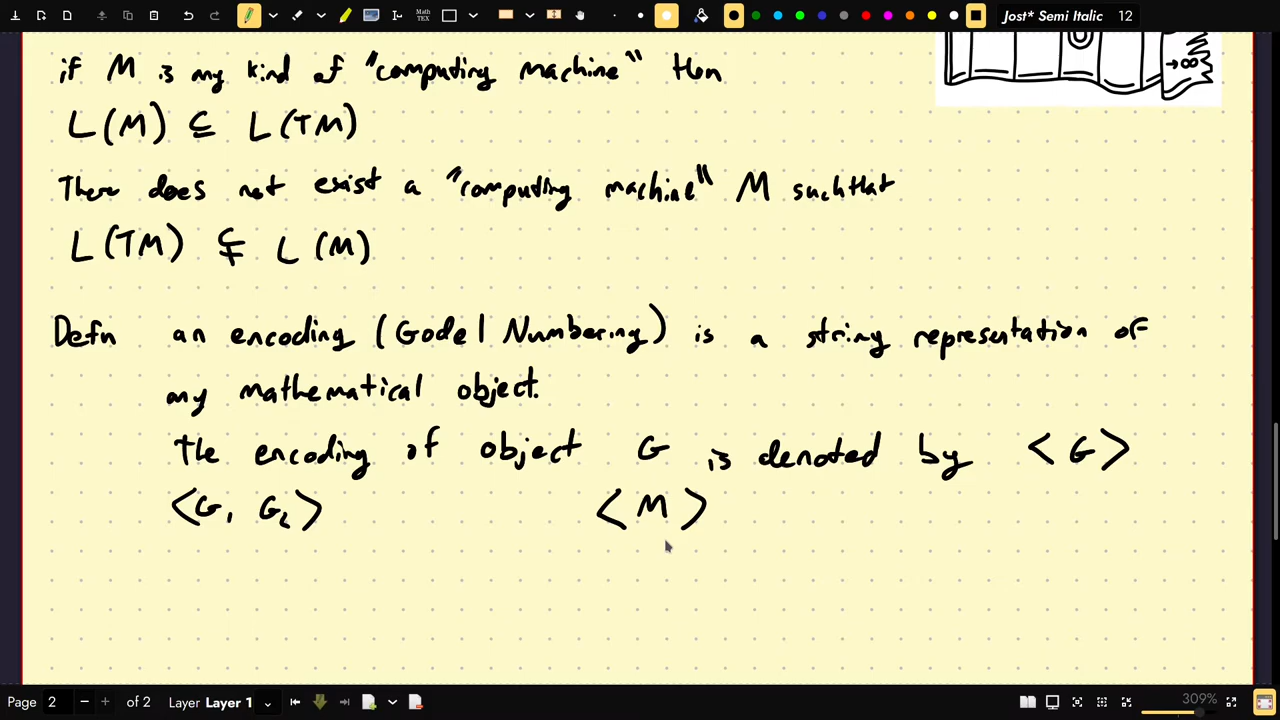 Math
TEX
Jost* Semi Italic 12
if M is any kind of "computing machine" then
→∞
L(M) ⊆ L(TM)
There does not exist a "computing machine" M such that
L(TM) ⊊ L(M)
Defn an encoding (Godel Numbering) is a string representation of
any mathematical object.
The encoding of object G is denoted by <G>
<G₁ G₂> <M>
Page 2 of 2 Layer Layer 1 309%